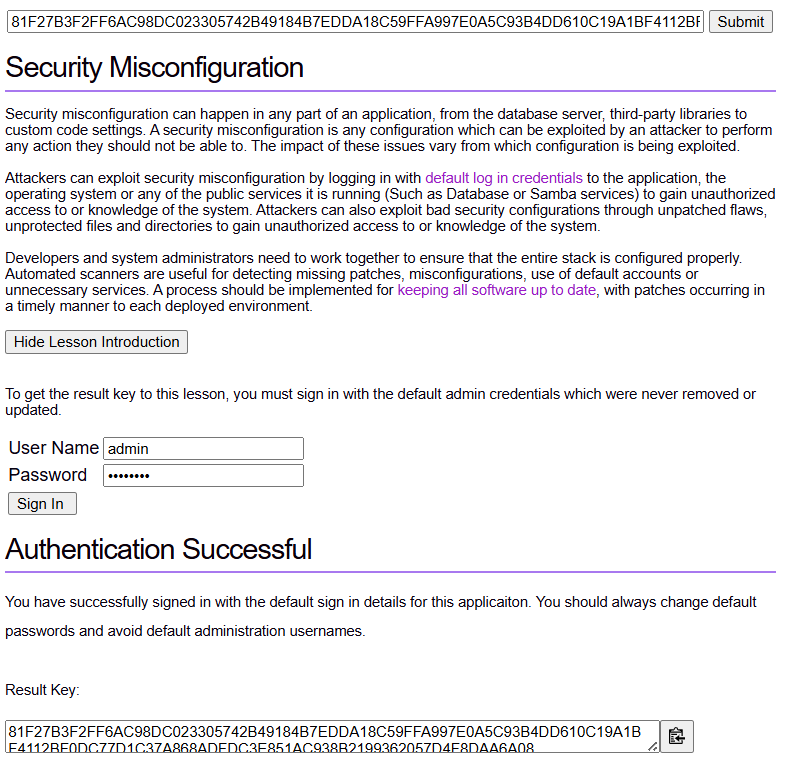 81F27B3F2FF6AC98DC023305742B49184B7EDDA18C59FFA997E0A5C93B4DD610C19A1BF4112BF Submit
Security Misconfiguration
Security misconfiguration can happen in any part of an application, from the database server, third-party libraries to
custom code settings. A security misconfiguration is any configuration which can be exploited by an attacker to perform
any action they should not be able to. The impact of these issues vary from which configuration is being exploited.
Attackers can exploit security misconfiguration by logging in with default log in credentials to the application, the
operating system or any of the public services it is running (Such as Database or Samba services) to gain unauthorized
access to or knowledge of the system. Attackers can also exploit bad security configurations through unpatched flaws,
unprotected files and directories to gain unauthorized access to or knowledge of the system.
Developers and system administrators need to work together to ensure that the entire stack is configured properly.
Automated scanners are useful for detecting missing patches, misconfigurations, use of default accounts or
unnecessary services. A process should be implemented for keeping all software up to date, with patches occurring in
a timely manner to each deployed environment.
Hide Lesson Introduction
To get the result key to this lesson, you must sign in with the default admin credentials which were never removed or
updated.
User Name admin
Password ••••••••
Sign In
Authentication Successful
You have successfully signed in with the default sign in details for this applicaiton. You should always change default
passwords and avoid default administration usernames.
Result Key:
81F27B3F2FF6AC98DC023305742B49184B7EDDA18C59FFA997E0A5C93B4DD610C19A1B